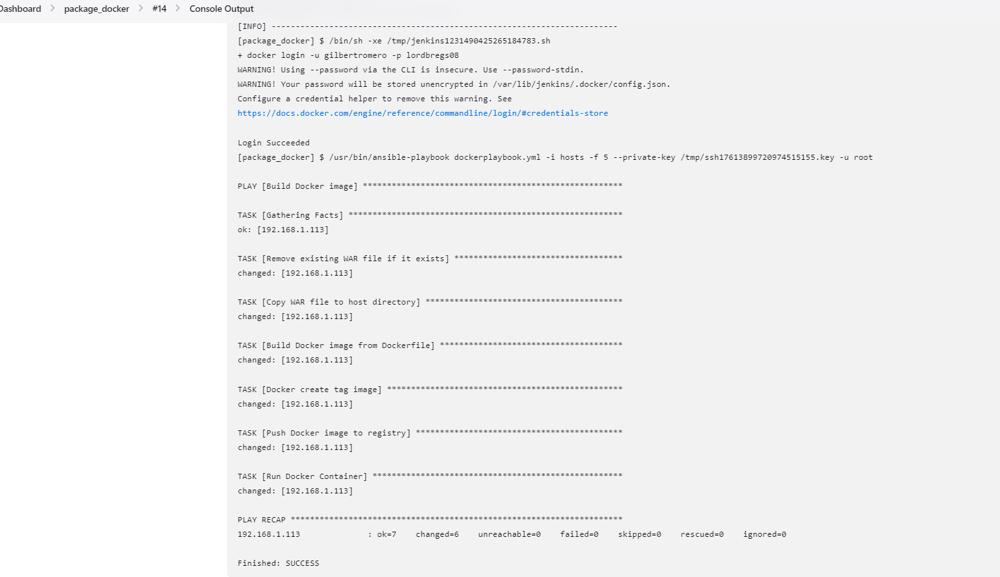 Dashboard > package_docker > #14 > Console Output
[INFO] ------------------------------------------------------------------------
[package_docker] $ /bin/sh -xe /tmp/jenkins1231490425265184783.sh
+ docker login -u gilbertromero -p lordbregs08
WARNING! Using --password via the CLI is insecure. Use --password-stdin.
WARNING! Your password will be stored unencrypted in /var/lib/jenkins/.docker/config.json.
Configure a credential helper to remove this warning. See
https://docs.docker.com/engine/reference/commandline/login/#credentials-store
Login Succeeded
[package_docker] $ /usr/bin/ansible-playbook dockerplaybook.yml -i hosts -f 5 --private-key /tmp/ssh17613899720974515155.key -u root
PLAY [Build Docker image] ******************************************************
TASK [Gathering Facts] *********************************************************
ok: [192.168.1.113]
TASK [Remove existing WAR file if it exists] ***********************************
changed: [192.168.1.113]
TASK [Copy WAR file to host directory] *****************************************
changed: [192.168.1.113]
TASK [Build Docker image from Dockerfile] **************************************
changed: [192.168.1.113]
TASK [Docker create tag image] *************************************************
changed: [192.168.1.113]
TASK [Push Docker image to registry] *******************************************
changed: [192.168.1.113]
TASK [Run Docker Container] ****************************************************
changed: [192.168.1.113]
PLAY RECAP *********************************************************************
192.168.1.113              : ok=7    changed=6    unreachable=0    failed=0    skipped=0    rescued=0    ignored=0
Finished: SUCCESS